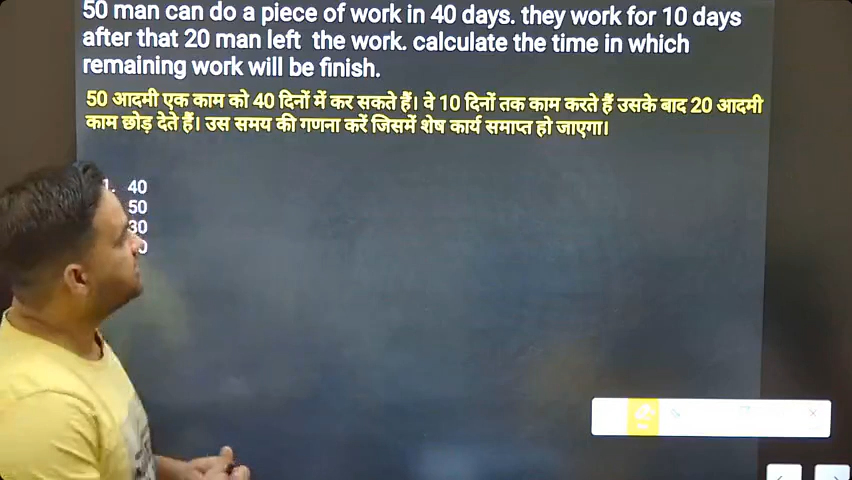 50 man can do a piece of work in 40 days. they work for 10 days
after that 20 man left the work. calculate the time in which
remaining work will be finish.
50 आदमी एक काम को 40 दिनों में कर सकते हैं। वे 10 दिनों तक काम करते हैं उसके बाद 20 आदमी
काम छोड़ देते हैं। उस समय की गणना करें जिसमें शेष कार्य समाप्त हो जाएगा।
40
50
30